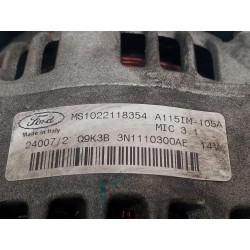 Ford
Made in Italy
MS1022118354 A115IM-105A
MIC 3.1
24007/2 Q9K3B 3N1110300AE 14V